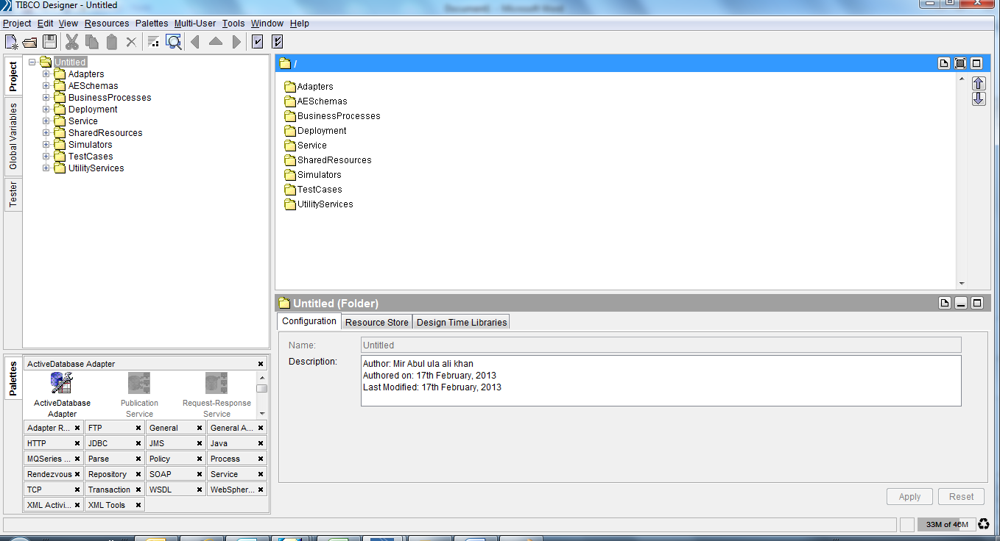 TIBCO Designer - Untitled
Document1 - Microsoft Word
Project Edit View Resources Palettes Multi-User Tools Window Help
Project
Global Variables
Tester
Untitled
Adapters
AESchemas
BusinessProcesses
Deployment
Service
SharedResources
Simulators
TestCases
UtilityServices
/
Adapters
AESchemas
BusinessProcesses
Deployment
Service
SharedResources
Simulators
TestCases
UtilityServices
Untitled (Folder)
Configuration Resource Store Design Time Libraries
Name: Untitled
Description: Author: Mir Abul ula ali khan
Authored on: 17th February, 2013
Last Modified: 17th February, 2013
Apply Reset
Palettes
ActiveDatabase Adapter
ActiveDatabase Adapter
Publication Service
Request-Response Service
Adapter R... FTP General General A...
HTTP JDBC JMS Java
MQSeries ... Parse Policy Process
Rendezvous Repository SOAP Service
TCP Transaction WSDL WebSpher...
XML Activi... XML Tools
33M of 46M